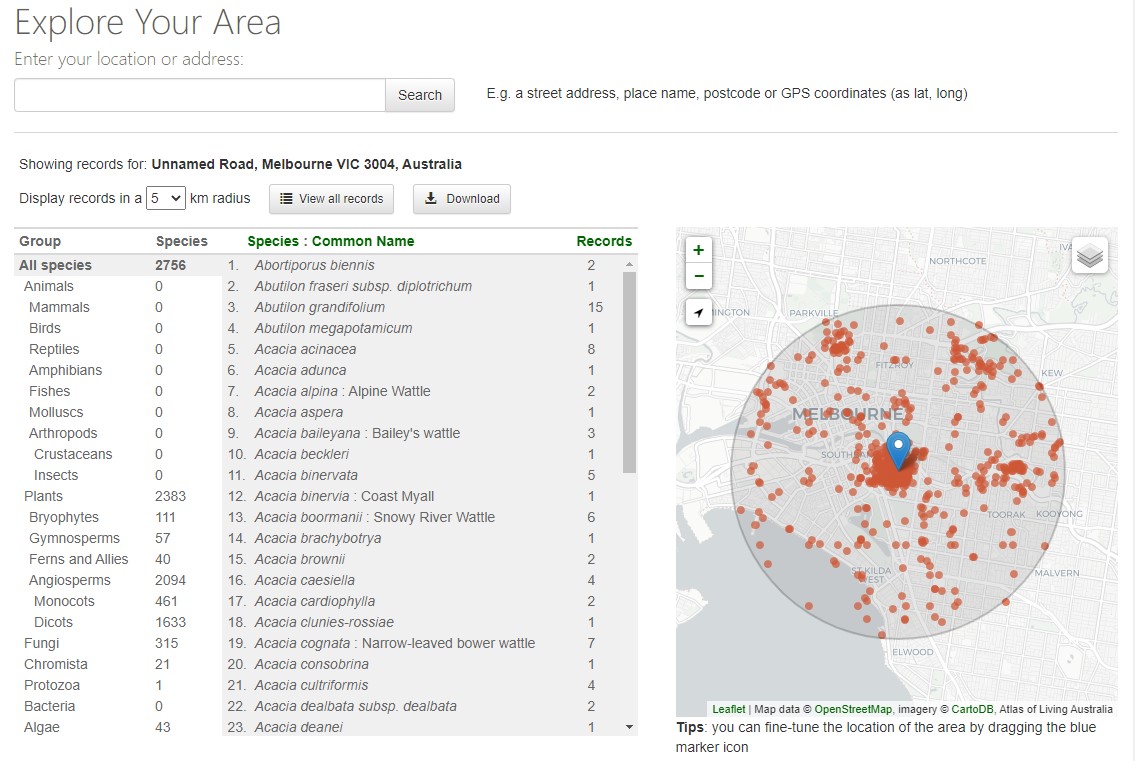 Explore Your Area
Enter your location or address:
Search
E.g. a street address, place name, postcode or GPS coordinates (as lat, long)
Showing records for: Unnamed Road, Melbourne VIC 3004, Australia
Display records in a 5 km radius View all records Download
Group Species Species : Common Name Records
All species 2756 1. Abortiporus biennis 2
Animals 0 2. Abutilon fraseri subsp. diplotrichum 1
Mammals 0 3. Abutilon grandifolium 15
Birds 0 4. Abutilon megapotamicum 1
Reptiles 0 5. Acacia acinacea 8
Amphibians 0 6. Acacia adunca 1
Fishes 0 7. Acacia alpina : Alpine Wattle 2
Molluscs 0 8. Acacia aspera 1
Arthropods 0 9. Acacia baileyana : Bailey's wattle 3
Crustaceans 0 10. Acacia beckleri 1
Insects 0 11. Acacia binervata 5
Plants 2383 12. Acacia binervia : Coast Myall 1
Bryophytes 111 13. Acacia boormanii : Snowy River Wattle 6
Gymnosperms 57 14. Acacia brachybotrya 1
Ferns and Allies 40 15. Acacia brownii 2
Angiosperms 2094 16. Acacia caesiella 4
Monocots 461 17. Acacia cardiophylla 2
Dicots 1633 18. Acacia clunies-rossiae 1
Fungi 315 19. Acacia cognata : Narrow-leaved bower wattle 7
Chromista 21 20. Acacia consobrina 1
Protozoa 1 21. Acacia cultriformis 4
Bacteria 0 22. Acacia dealbata subsp. dealbata 2
Algae 43 23. Acacia deanei 1
+
−
IVA
NORTHCOTE
INGTON
PARKVILLE
FITZROY
KEW
MELBOURNE
SOUTHBAN
TOORAK
KOOYONG
ST KILDA
WEST
MALVERN
ELWOOD
Leaflet | Map data © OpenStreetMap, imagery © CartoDB, Atlas of Living Australia
Tips: you can fine-tune the location of the area by dragging the blue
marker icon